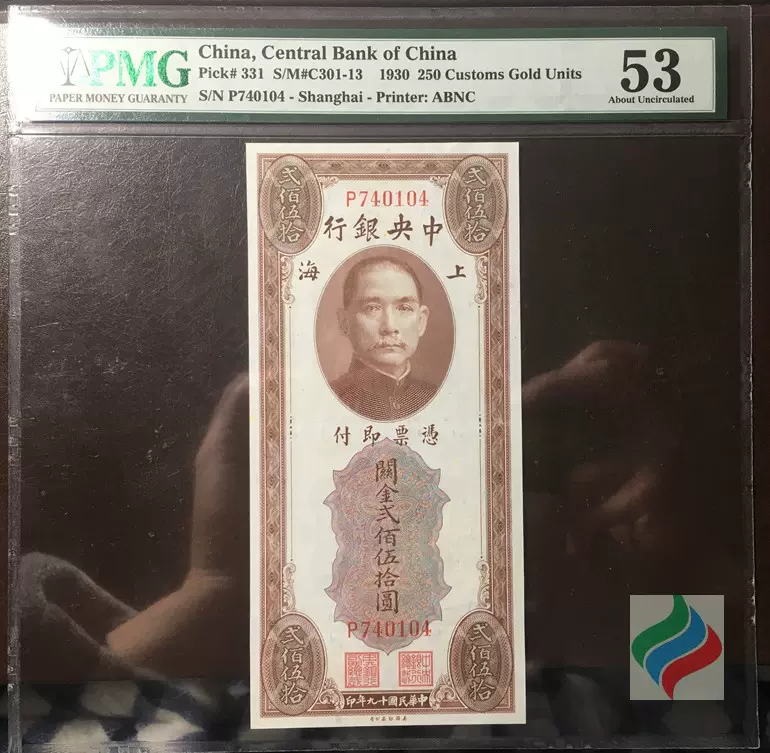 PMG
PAPER MONEY GUARANTY
China, Central Bank of China
Pick# 331 S/M#C301-13 1930 250 Customs Gold Units
S/N P740104 - Shanghai - Printer: ABNC
53
About Uncirculated
貳佰伍拾
P740104
貳佰伍拾
行銀央中
海 上
付即票憑
關金貳佰伍拾圓
P740104
貳佰伍拾
貳佰伍拾
印年九十國民華中